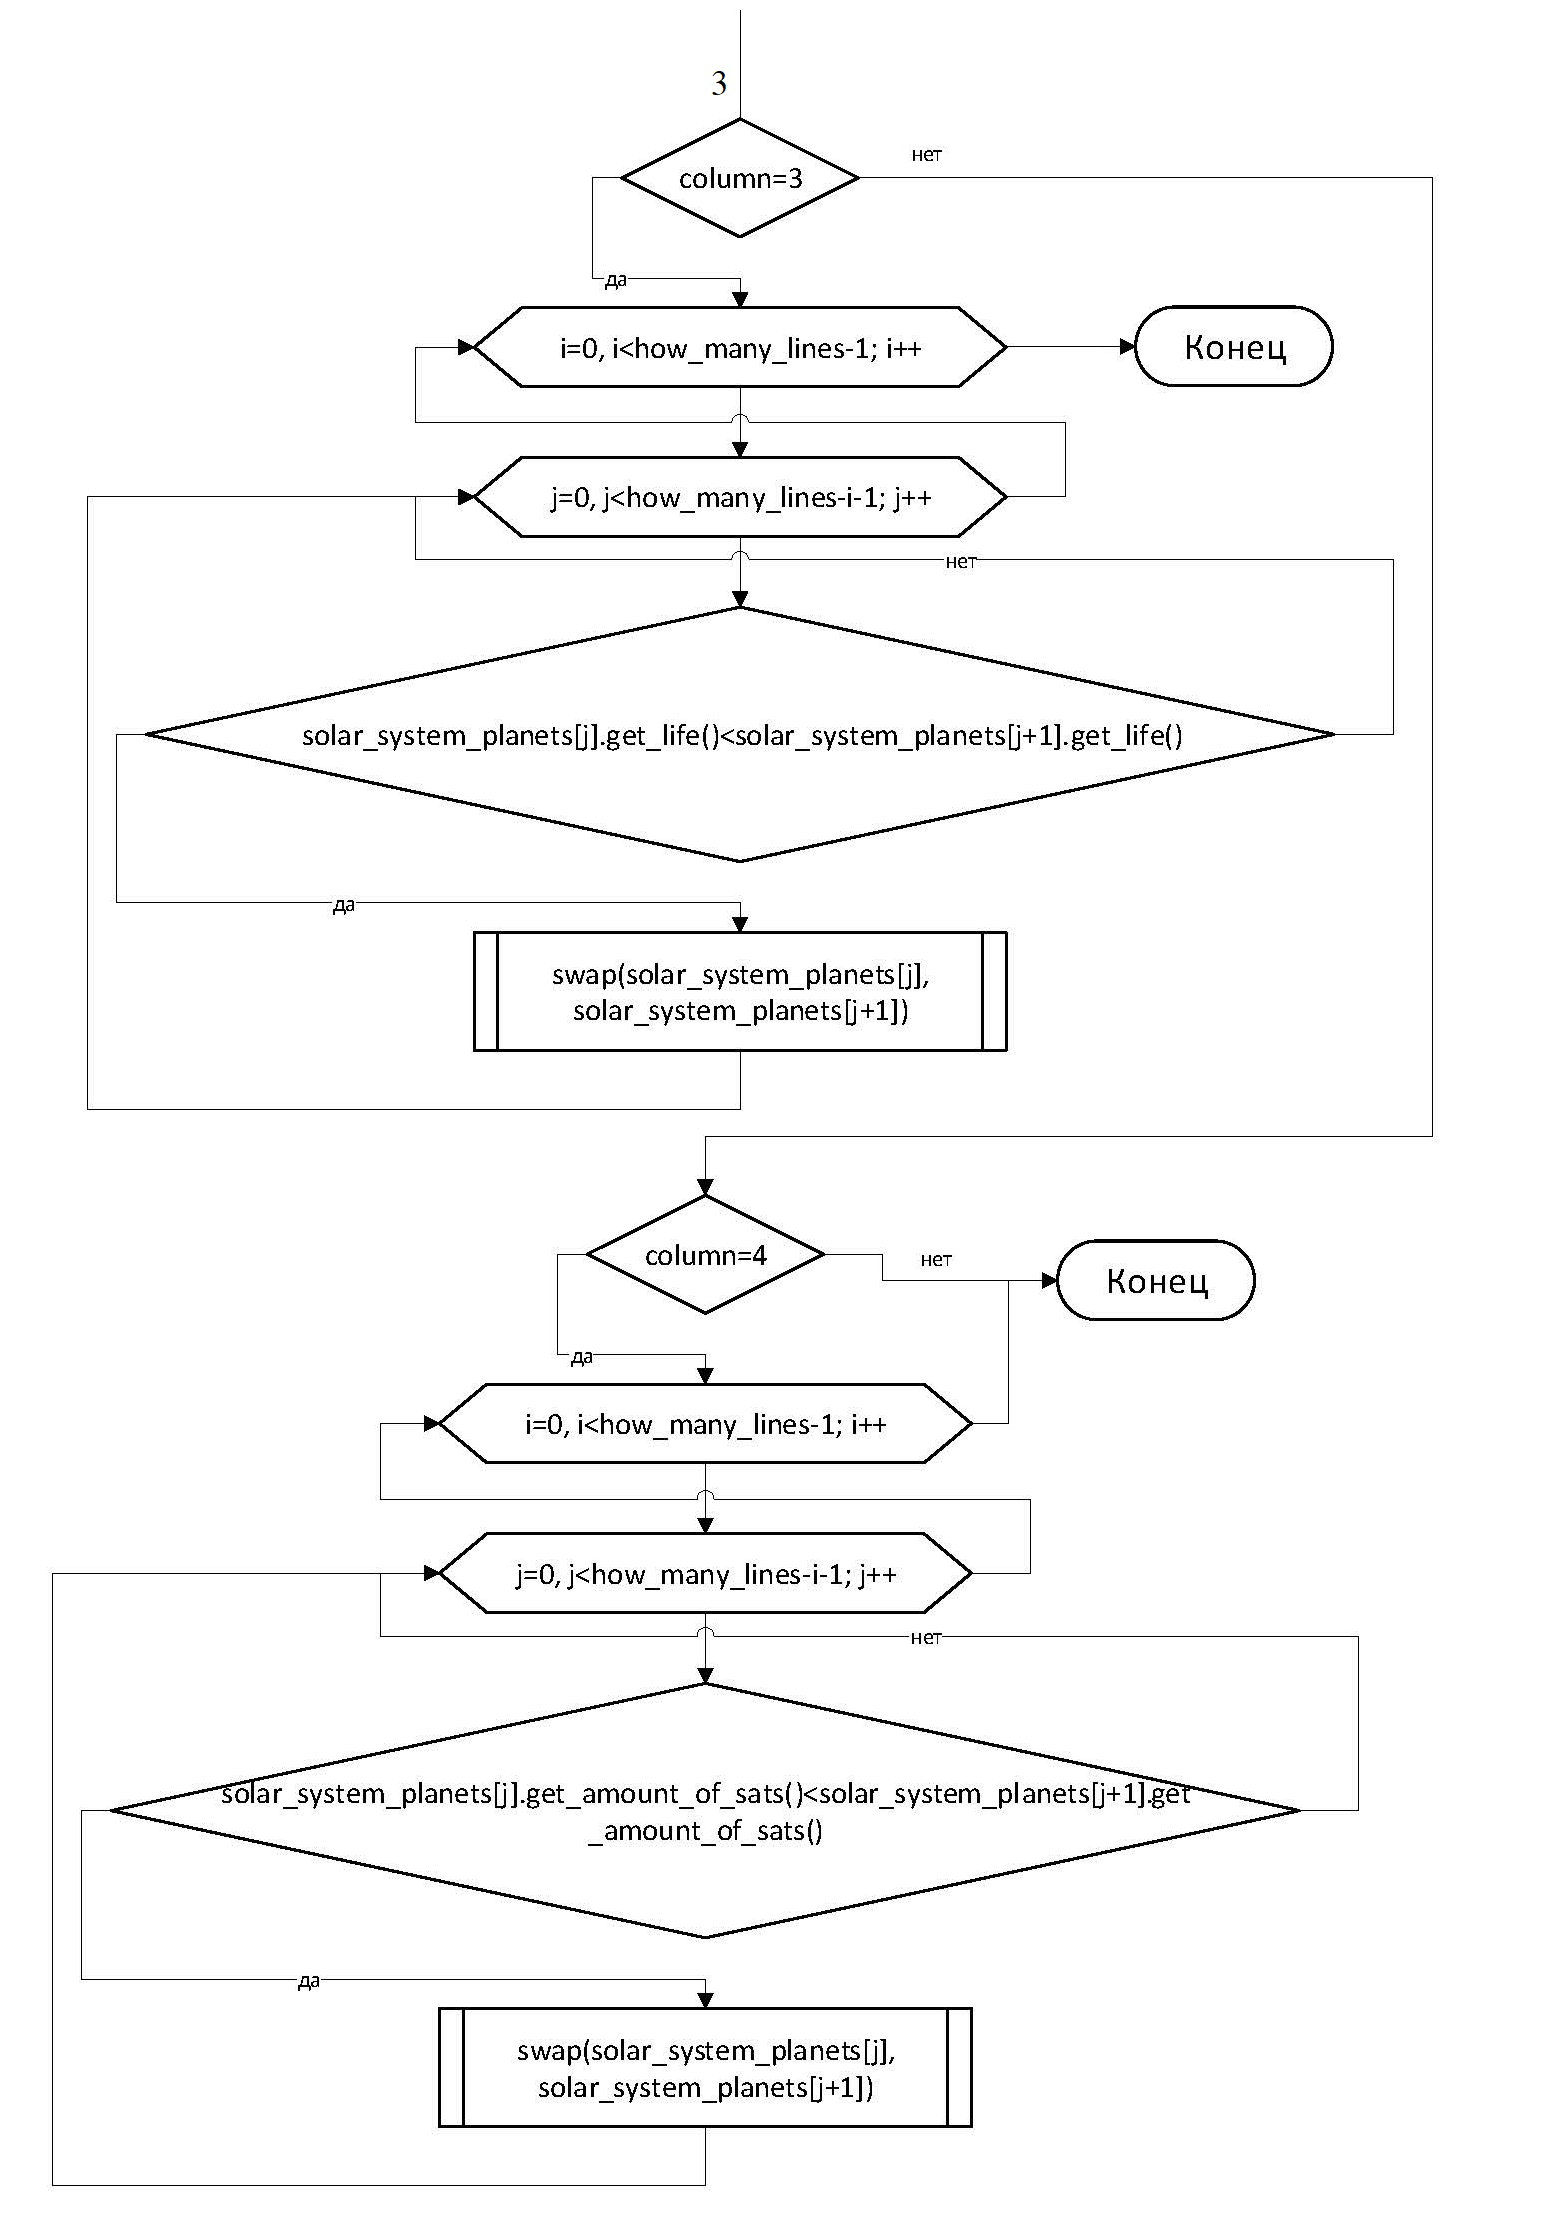 3
column=3
нет
да
i=0, i<how_many_lines-1; i++
Конец
j=0, j<how_many_lines-i-1; j++
нет
solar_system_planets[j].get_life()<solar_system_planets[j+1].get_life()
да
swap(solar_system_planets[j],
solar_system_planets[j+1])
column=4
нет
Конец
да
i=0, i<how_many_lines-1; i++
j=0, j<how_many_lines-i-1; j++
нет
solar_system_planets[j].get_amount_of_sats()<solar_system_planets[j+1].get
_amount_of_sats()
да
swap(solar_system_planets[j],
solar_system_planets[j+1])